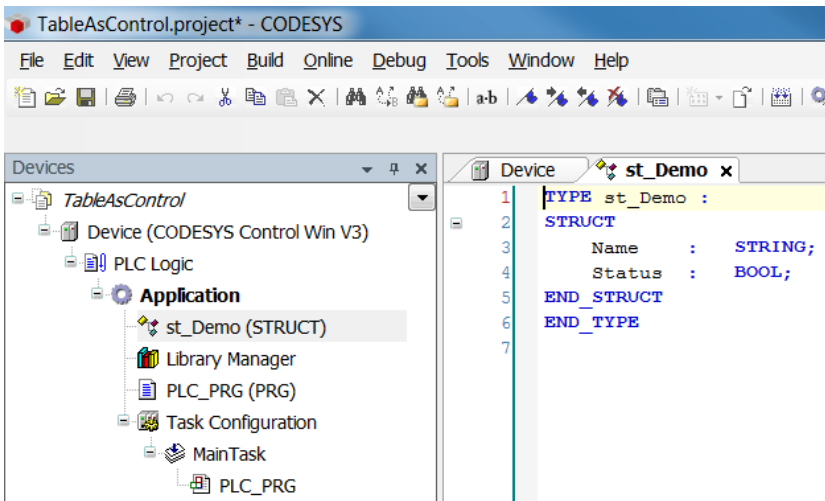 TableAsControl.project* - CODESYS
File Edit View Project Build Online Debug Tools Window Help
a·b
Devices
TableAsControl
Device (CODESYS Control Win V3)
PLC Logic
Application
st_Demo (STRUCT)
Library Manager
PLC_PRG (PRG)
Task Configuration
MainTask
PLC_PRG
Device st_Demo x
1 TYPE st_Demo :
2 STRUCT
3 Name : STRING;
4 Status : BOOL;
5 END_STRUCT
6 END_TYPE
7